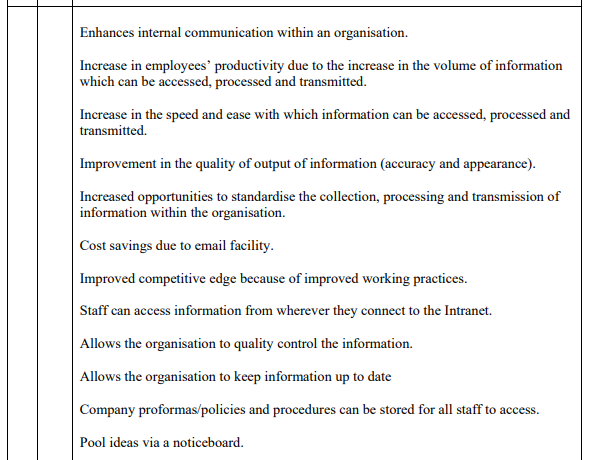 Enhances internal communication within an organisation.
Increase in employees’ productivity due to the increase in the volume of information
which can be accessed, processed and transmitted.
Increase in the speed and ease with which information can be accessed, processed and
transmitted.
Improvement in the quality of output of information (accuracy and appearance).
Increased opportunities to standardise the collection, processing and transmission of
information within the organisation.
Cost savings due to email facility.
Improved competitive edge because of improved working practices.
Staff can access information from wherever they connect to the Intranet.
Allows the organisation to quality control the information.
Allows the organisation to keep information up to date
Company proformas/policies and procedures can be stored for all staff to access.
Pool ideas via a noticeboard.